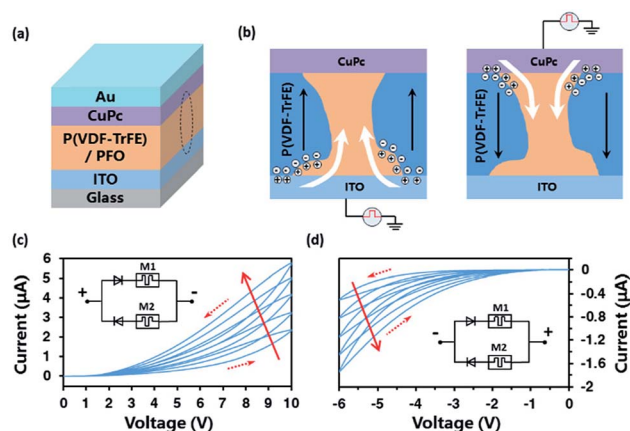 (a)
Au
CuPc
P(VDF-TrFE)
/ PFO
ITO
Glass
(b)
CuPc
P(VDF-TrFE)
ITO
CuPc
P(VDF-TrFE)
ITO
(c)
Current (μA)
6
5
4
3
2
1
0
M1
+
-
M2
0 1 2 3 4 5 6 7 8 9 10
Voltage (V)
(d)
0
-0.4
-0.8
-1.2
-1.6
-2
Current (μA)
M1
-
+
M2
-6 -5 -4 -3 -2 -1 -0
Voltage (V)